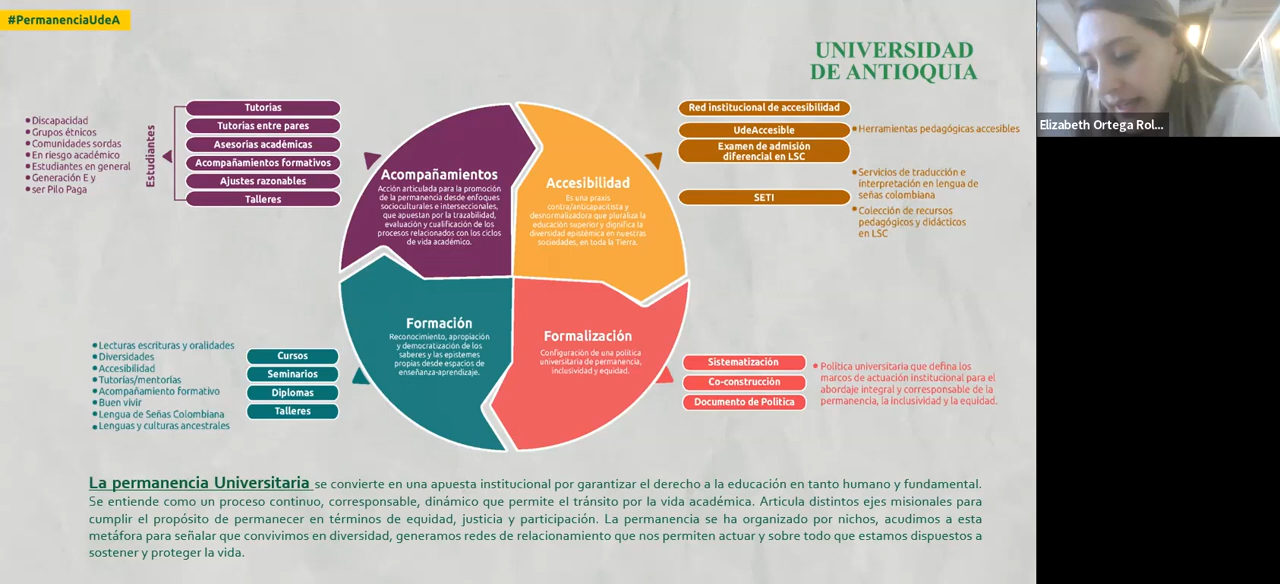 #PermanenciaUdeA
UNIVERSIDAD
DE ANTIOQUIA
Elizabeth Ortega Rol...
Discapacidad
Grupos étnicos
Comunidades sordas
En riesgo académico
Estudiantes en general
Generación E y
ser Pilo Paga
Estudiantes
Tutorías
Tutorías entre pares
Asesorías académicas
Acompañamientos formativos
Ajustes razonables
Talleres
Acompañamientos
Acción articulada para la promoción
de la permanencia desde enfoques
socioculturales e interseccionales,
que apuestan por la trazabilidad,
evaluación y cualificación de los
procesos relacionados con los ciclos
de vida académico.
Accesibilidad
Es una praxis
contra/anticapacitista y
desnormalizadora que pluraliza la
educación superior y dignifica la
diversidad epistémica en nuestras
sociedades, en toda la Tierra.
Red institucional de accesibilidad
UdeAccesible
Examen de admisión
diferencial en LSC
SETI
Herramientas pedagógicas accesibles
Servicios de traducción e
interpretación en lengua de
señas colombiana
Colección de recursos
pedagógicos y didácticos
en LSC
Lecturas escrituras y oralidades
Diversidades
Accesibilidad
Tutorías/mentorías
Acompañamiento formativo
Buen vivir
Lengua de Señas Colombiana
Lenguas y culturas ancestrales
Cursos
Seminarios
Diplomas
Talleres
Formación
Reconocimiento, apropiación
y democratización de los
saberes y las epistemes
propias desde espacios de
enseñanza-aprendizaje.
Formalización
Configuración de una política
universitaria de permanencia,
inclusividad y equidad.
Sistematización
Co-construcción
Documento de Política
Política universitaria que defina los
marcos de actuación institucional para el
abordaje integral y corresponsable de la
permanencia, la inclusividad y la equidad.
La permanencia Universitaria se convierte en una apuesta institucional por garantizar el derecho a la educación en tanto humano y fundamental.
Se entiende como un proceso continuo, corresponsable, dinámico que permite el tránsito por la vida académica. Articula distintos ejes misionales para
cumplir el propósito de permanecer en términos de equidad, justicia y participación. La permanencia se ha organizado por nichos, acudimos a esta
metáfora para señalar que convivimos en diversidad, generamos redes de relacionamiento que nos permiten actuar y sobre todo que estamos dispuestos a
sostener y proteger la vida.